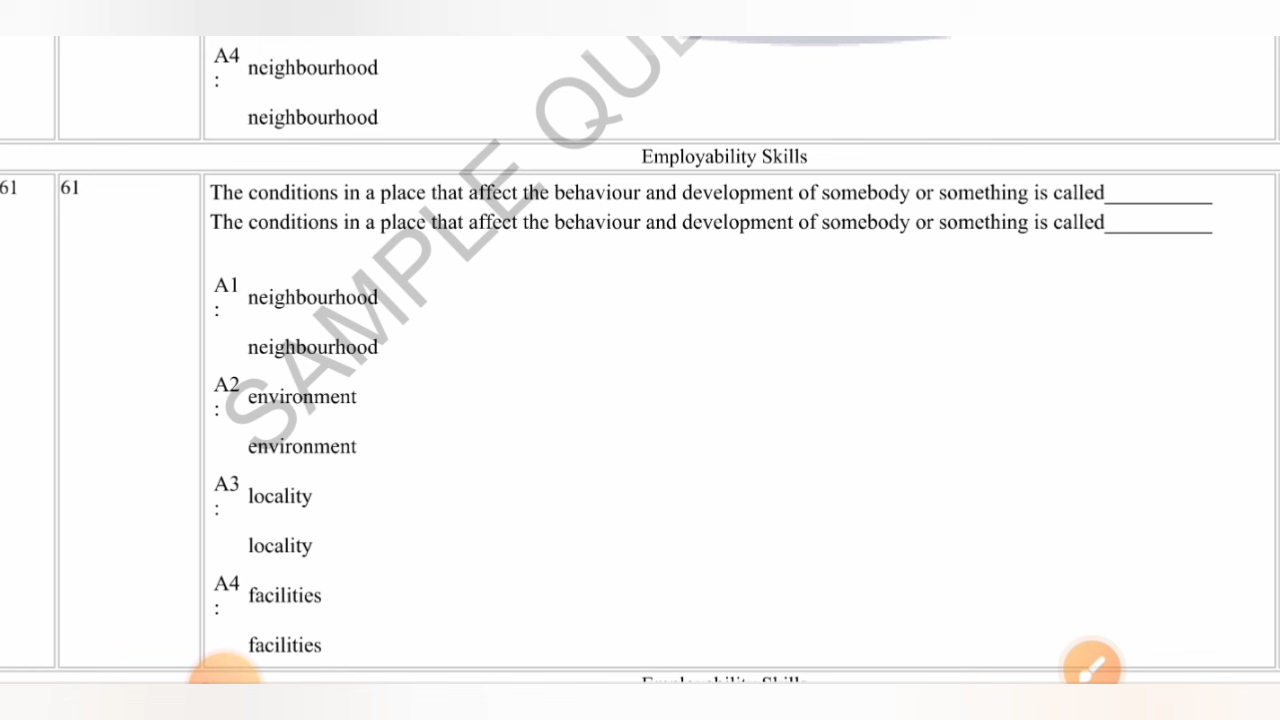 A4
:
neighbourhood
neighbourhood
Employability Skills
61
61
The conditions in a place that affect the behaviour and development of somebody or something is called__________
The conditions in a place that affect the behaviour and development of somebody or something is called__________
A1
:
neighbourhood
neighbourhood
A2
:
environment
environment
A3
:
locality
locality
A4
:
facilities
facilities
Employability Skills
SAMPLE